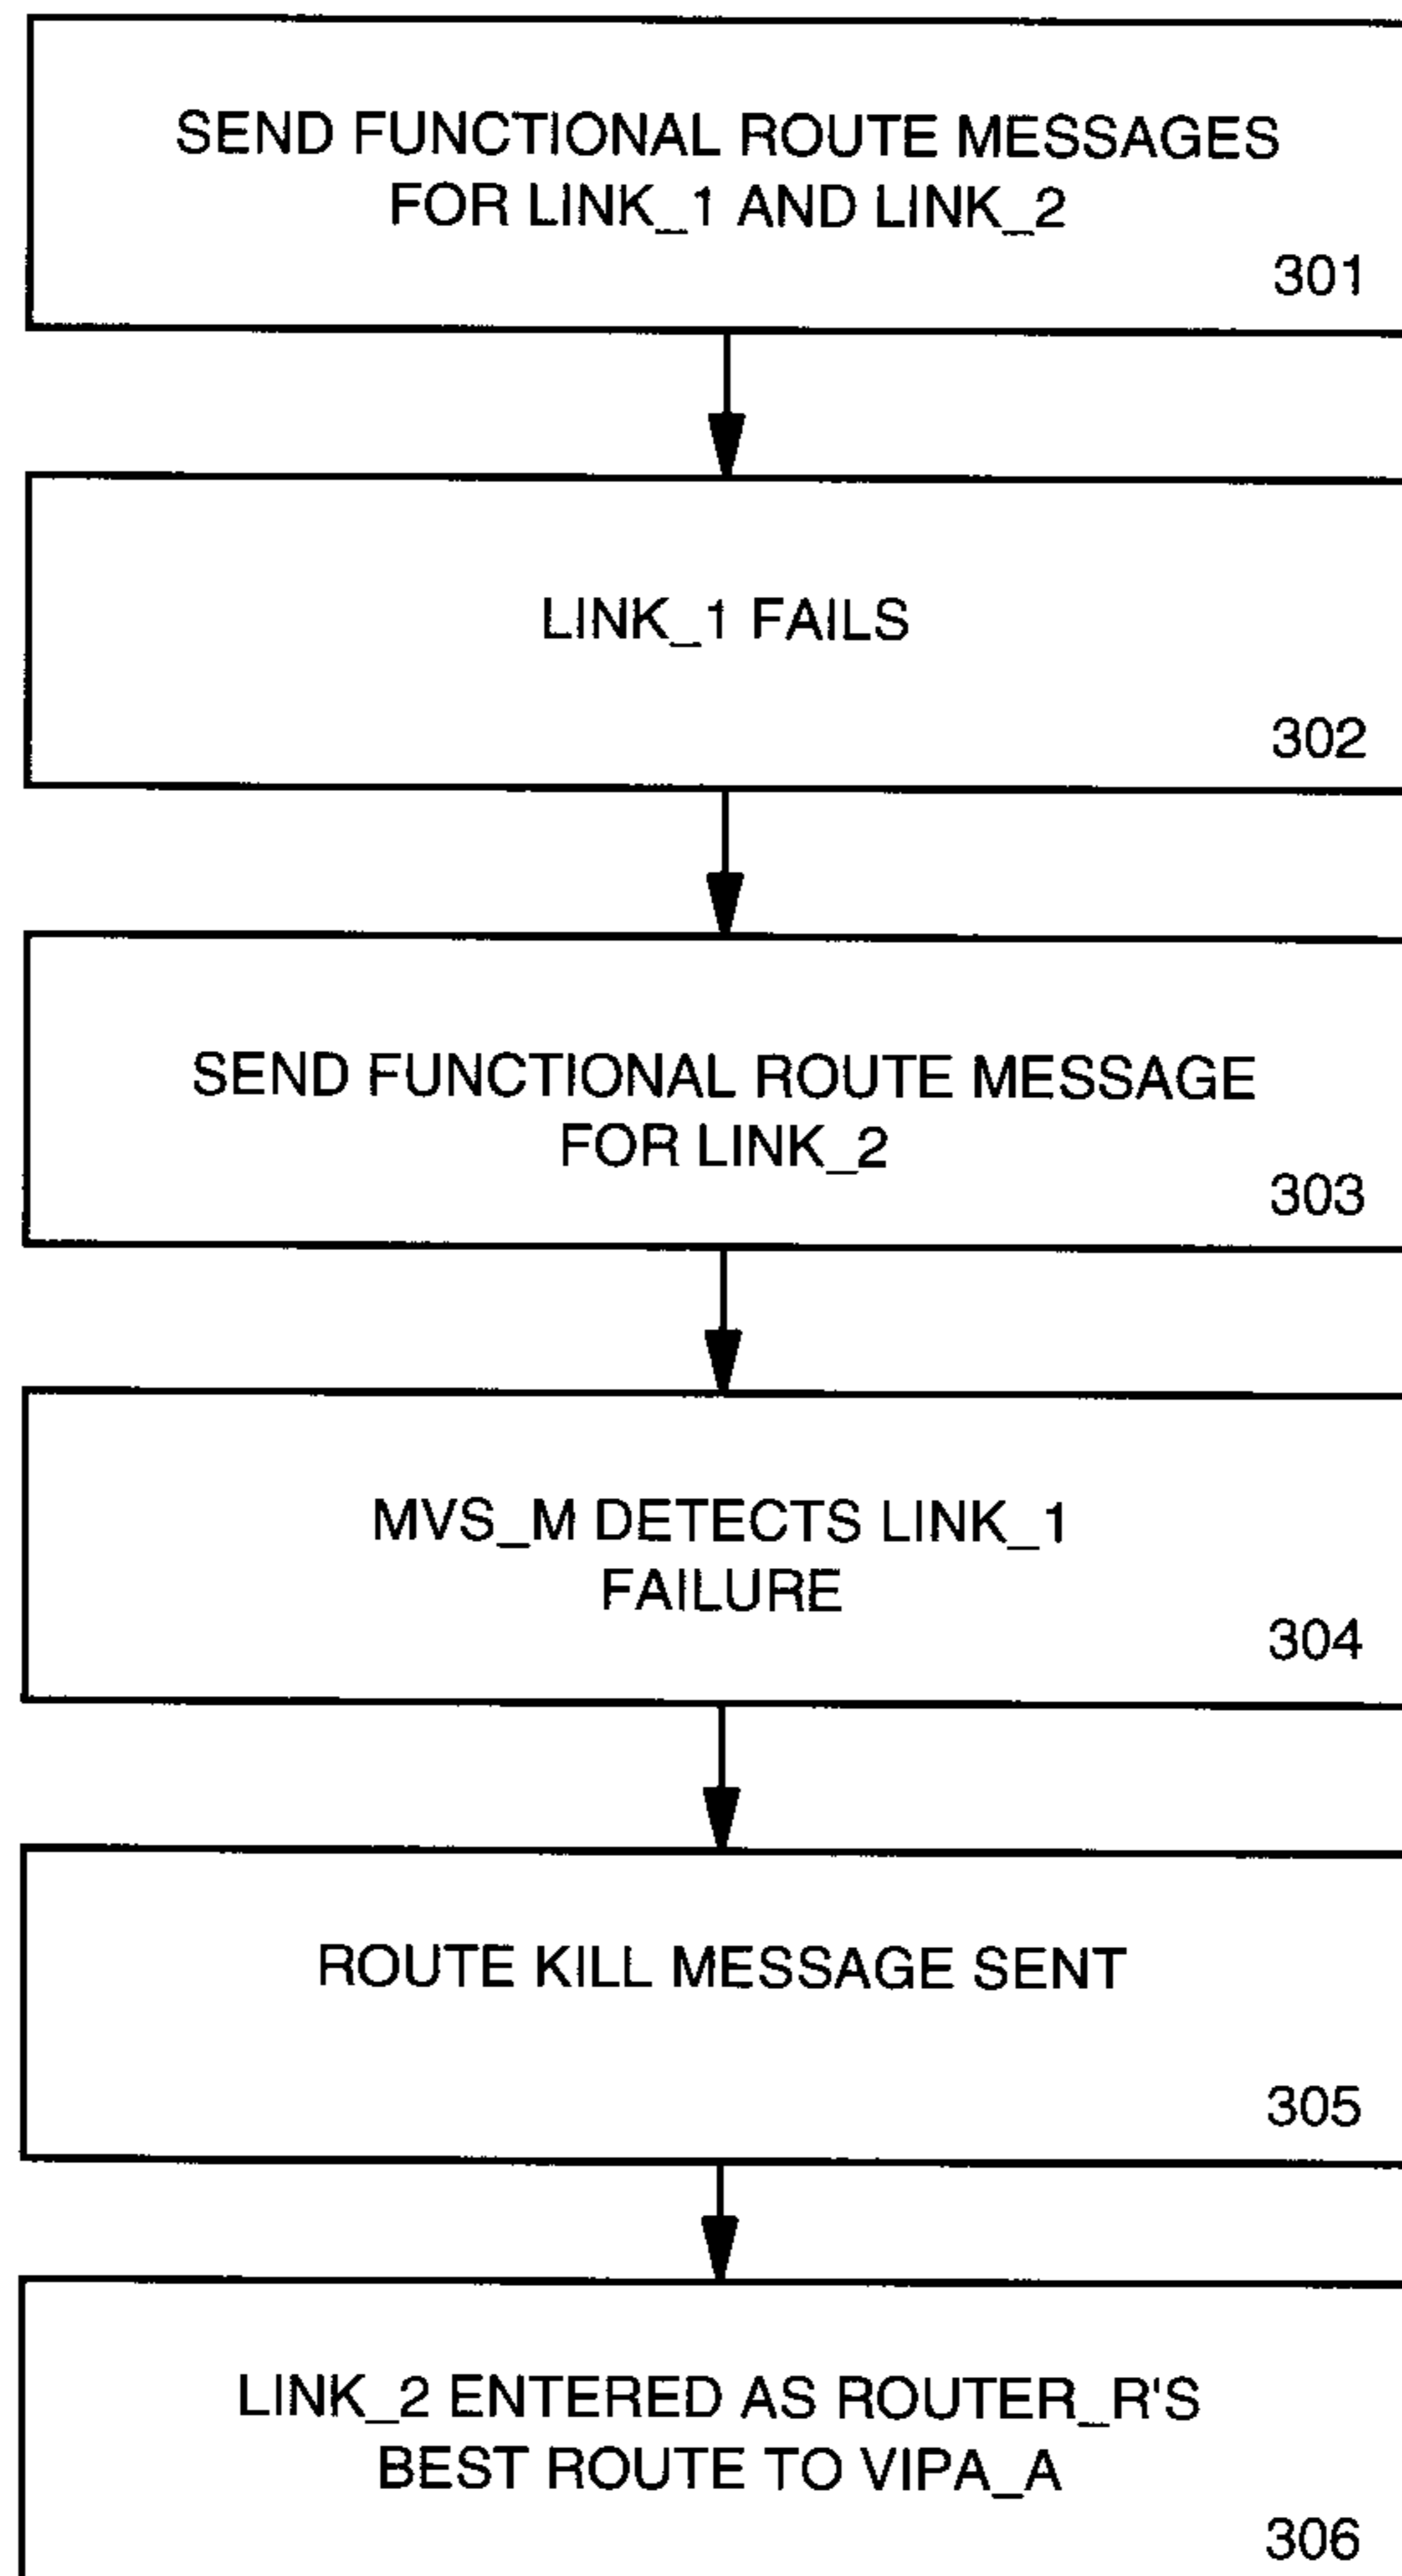 SEND FUNCTIONAL ROUTE MESSAGES
FOR LINK_1 AND LINK_2
301
LINK_1 FAILS
302
SEND FUNCTIONAL ROUTE MESSAGE
FOR LINK_2
303
MVS_M DETECTS LINK_1
FAILURE
304
ROUTE KILL MESSAGE SENT
305
LINK_2 ENTERED AS ROUTER_R'S
BEST ROUTE TO VIPA_A
306